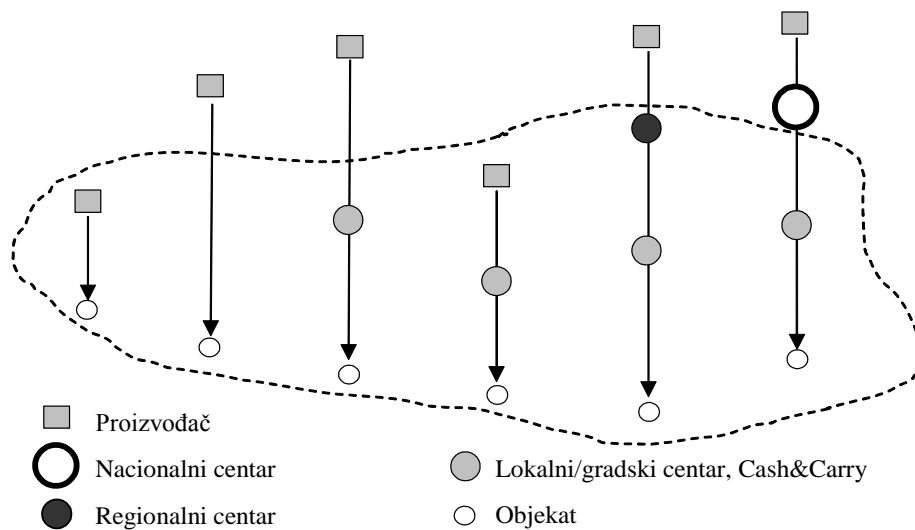 Proizvođač
Nacionalni centar
Regionalni centar
Lokalni/gradski centar, Cash&Carry
Objekat